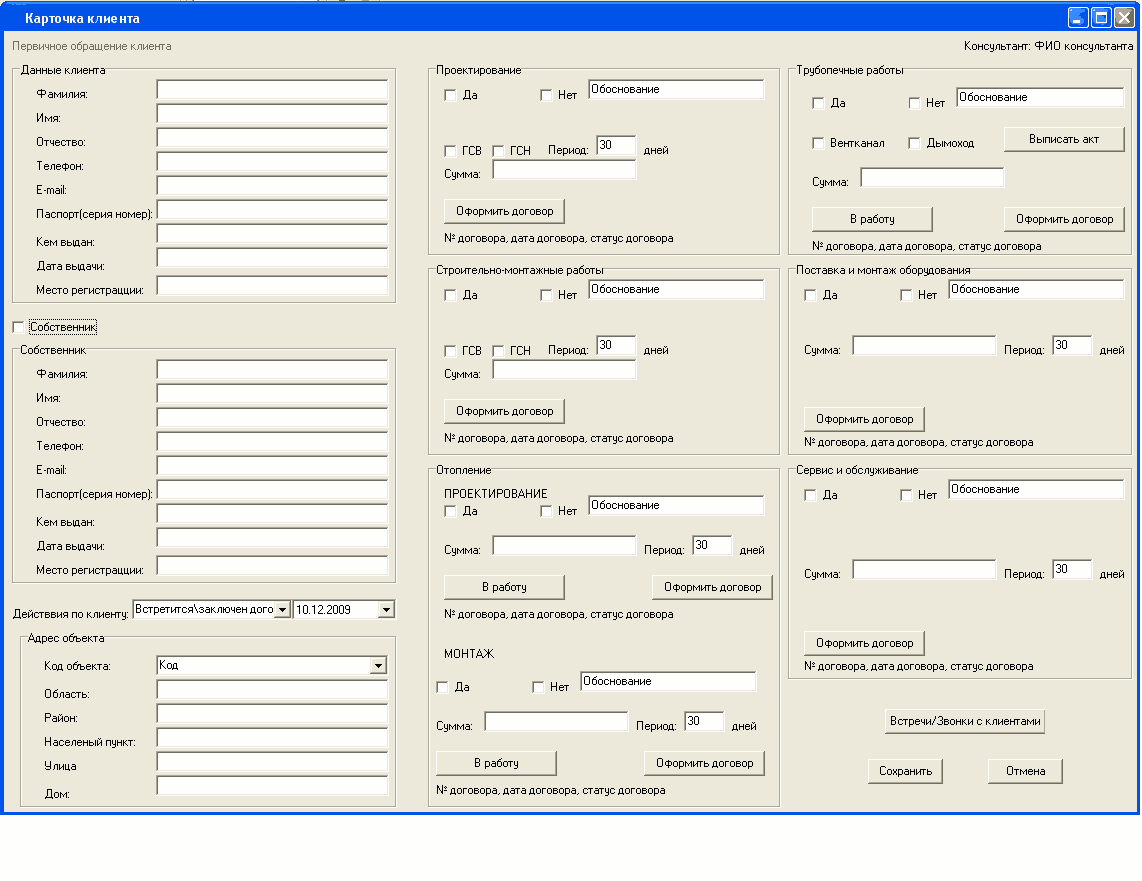 Карточка клиента
Первичное обращение клиента
Консультант: ФИО консультанта
Данные клиента
Фамилия:
Имя:
Отчество:
Телефон:
E-mail:
Паспорт(серия номер):
Кем выдан:
Дата выдачи:
Место регистрацции:
Собственник
Собственник
Фамилия:
Имя:
Отчество:
Телефон:
E-mail:
Паспорт(серия номер):
Кем выдан:
Дата выдачи:
Место регистрацции:
Действия по клиенту: Встретится\заключен дого 10.12.2009
Адрес объекта
Код объекта: Код
Область:
Район:
Населеный пункт:
Улица
Дом:
Проектирование
Да Нет Обоснование
ГСВ ГСН Период: 30 дней
Сумма:
Оформить договор
№ договора, дата договора, статус договора
Строительно-монтажные работы
Да Нет Обоснование
ГСВ ГСН Период: 30 дней
Сумма:
Оформить договор
№ договора, дата договора, статус договора
Отопление
ПРОЕКТИРОВАНИЕ
Да Нет Обоснование
Сумма: Период: 30 дней
В работу Оформить договор
№ договора, дата договора, статус договора
МОНТАЖ
Да Нет Обоснование
Сумма: Период: 30 дней
В работу Оформить договор
№ договора, дата договора, статус договора
Трубопечные работы
Да Нет Обоснование
Вентканал Дымоход Выписать акт
Сумма:
В работу Оформить договор
№ договора, дата договора, статус договора
Поставка и монтаж оборудования
Да Нет Обоснование
Сумма: Период: 30 дней
Оформить договор
№ договора, дата договора, статус договора
Сервис и обслуживание
Да Нет Обоснование
Сумма: Период: 30 дней
Оформить договор
№ договора, дата договора, статус договора
Встречи/Звонки с клиентами
Сохранить Отмена